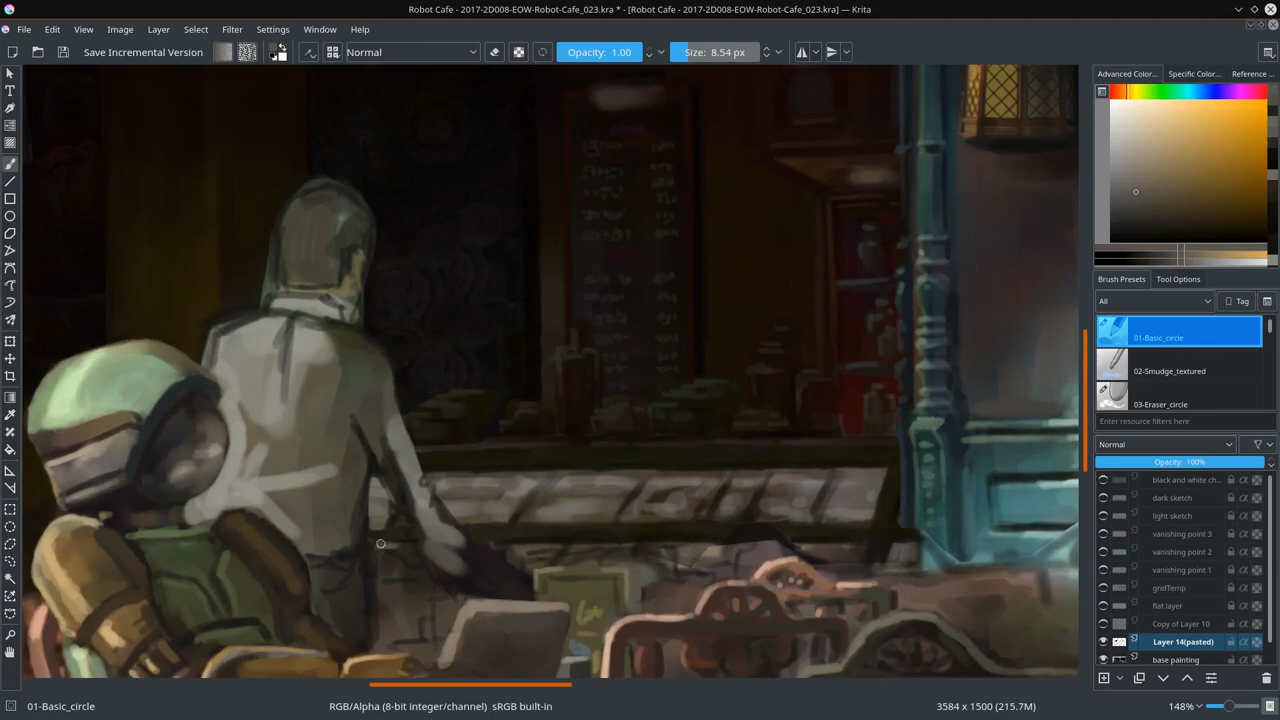 Robot Cafe - 2017-2D008-EOW-Robot-Cafe_023.kra * - [Robot Cafe - 2017-2D008-EOW-Robot-Cafe_023.kra] — Krita
File Edit View Image Layer Select Filter Settings Window Help
Save Incremental Version Normal Opacity: 1.00 Size: 8.54 px
Advanced Color... Specific Color... Reference ...
Brush Presets Tool Options
All Tag
01-Basic_circle
02-Smudge_textured
03-Eraser_circle
Enter resource filters here
Normal
Opacity: 100%
black and white ch...
dark sketch
light sketch
vanishing point 3
vanishing point 2
vanishing point 1
gridTemp
flat layer
Copy of Layer 10
Layer 14(pasted)
base painting
01-Basic_circle RGB/Alpha (8-bit integer/channel) sRGB built-in 3584 x 1500 (215.7M) 148%